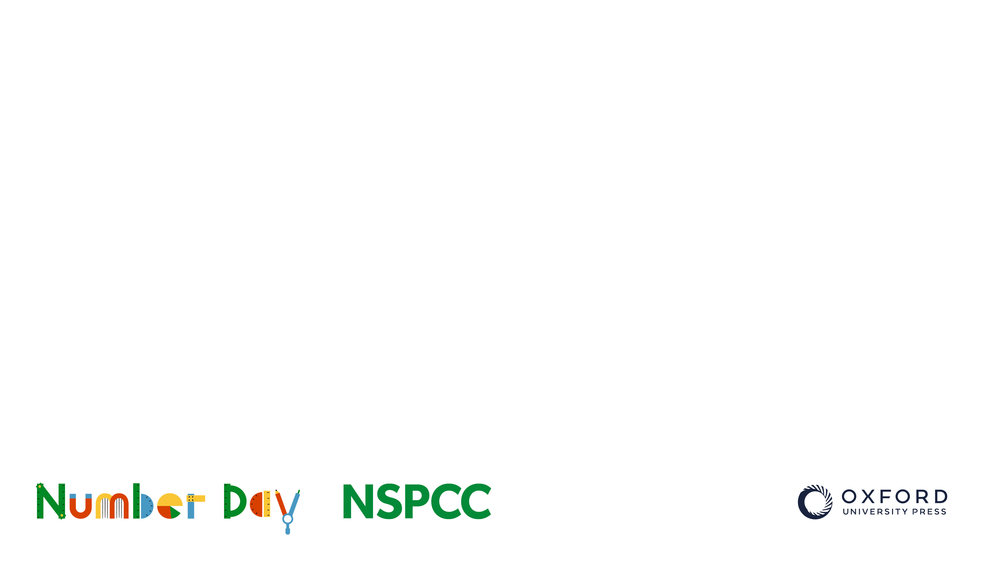 Number Day NSPCC
OXFORD
UNIVERSITY PRESS